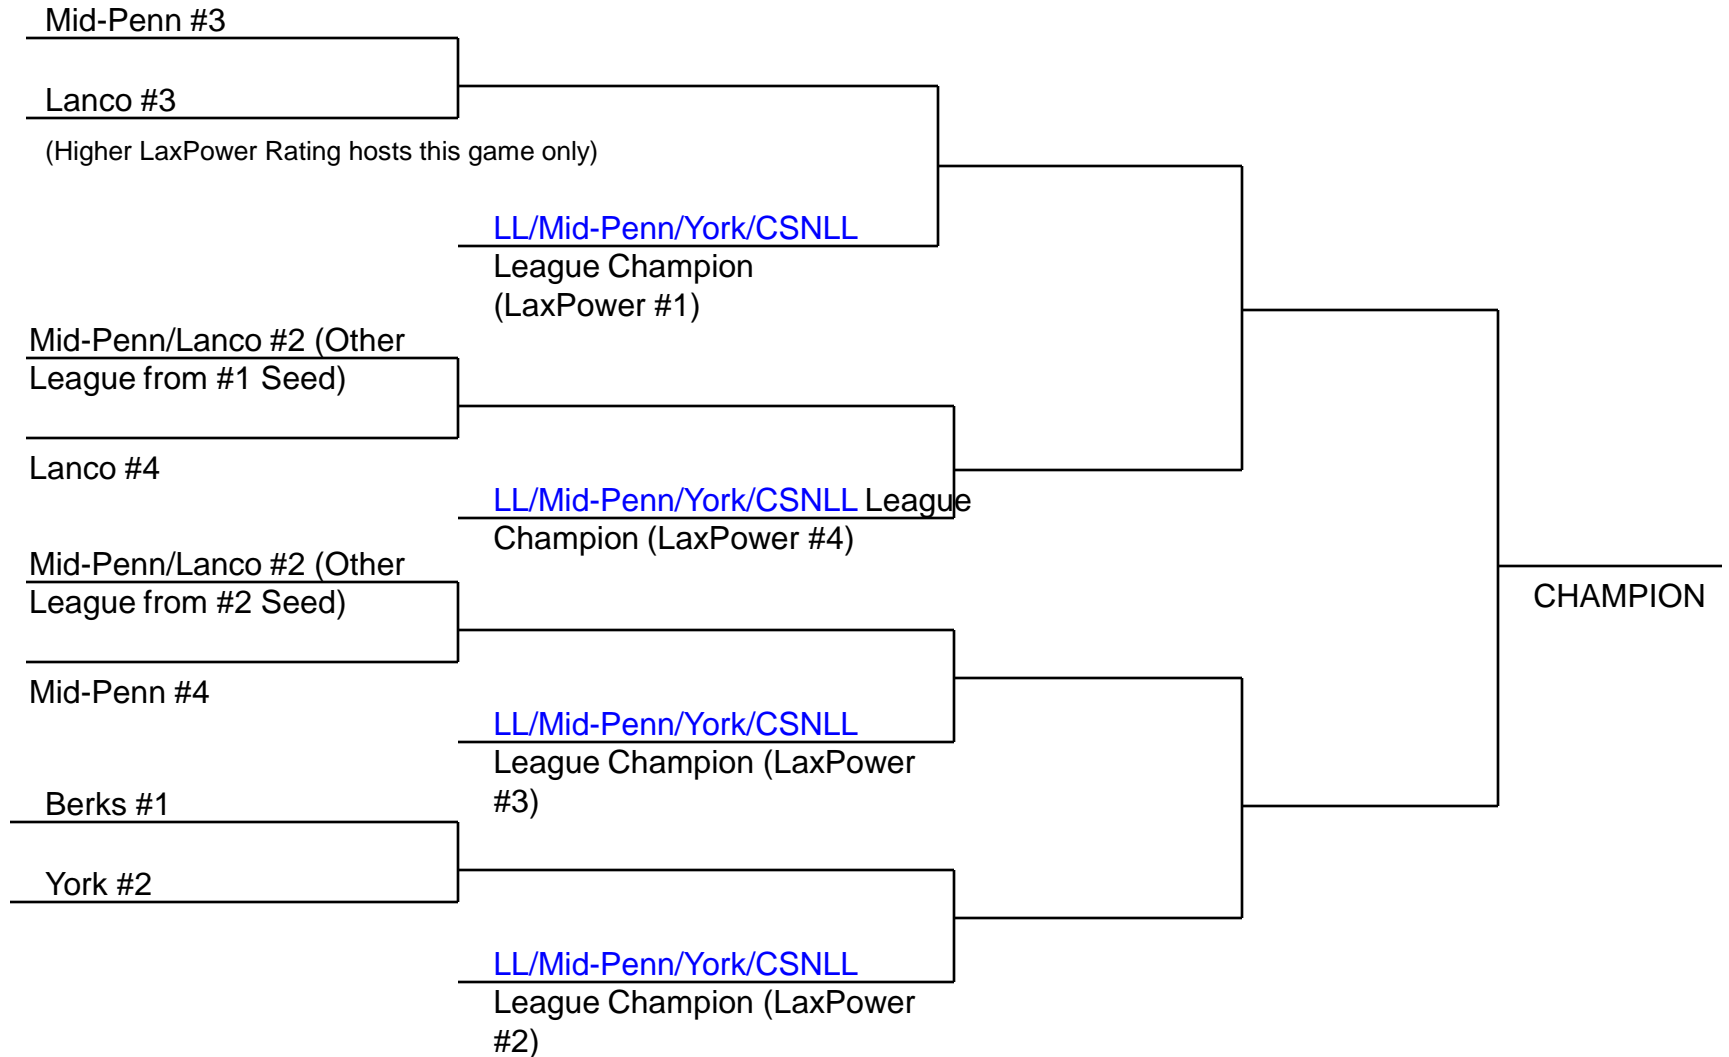 Mid-Penn #3
Lanco #3
(Higher LaxPower Rating hosts this game only)
LL/Mid-Penn/York/CSNLL
League Champion
(LaxPower #1)
Mid-Penn/Lanco #2 (Other
League from #1 Seed)
Lanco #4
LL/Mid-Penn/York/CSNLL League
Champion (LaxPower #4)
Mid-Penn/Lanco #2 (Other
League from #2 Seed)
CHAMPION
Mid-Penn #4
LL/Mid-Penn/York/CSNLL
League Champion (LaxPower
#3)
Berks #1
York #2
LL/Mid-Penn/York/CSNLL
League Champion (LaxPower
#2)